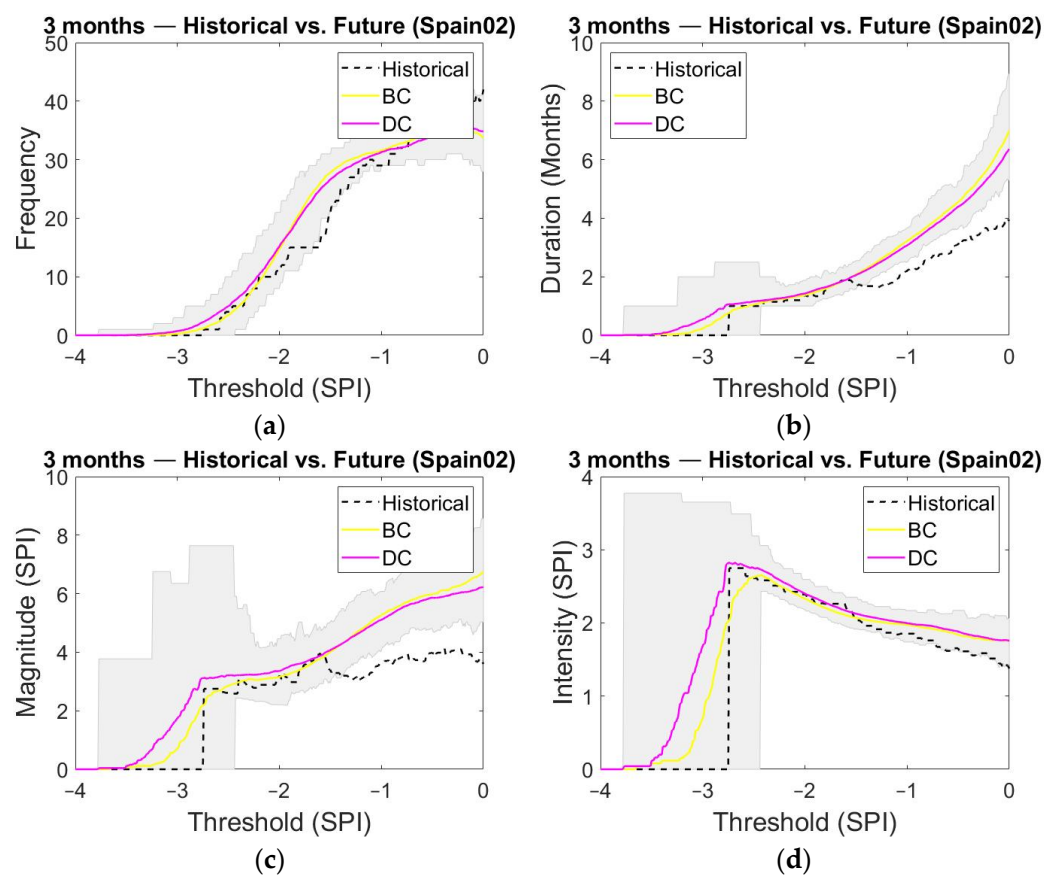 3 months — Historical vs. Future (Spain02)
50
40
30
20
10
0
Frequency
Historical
BC
DC
−4 −3 −2 −1 0
Threshold (SPI)
(a)
3 months — Historical vs. Future (Spain02)
10
8
6
4
2
0
Duration (Months)
Historical
BC
DC
−4 −3 −2 −1 0
Threshold (SPI)
(b)
3 months — Historical vs. Future (Spain02)
10
8
6
4
2
0
Magnitude (SPI)
Historical
BC
DC
−4 −3 −2 −1 0
Threshold (SPI)
(c)
3 months — Historical vs. Future (Spain02)
4
3
2
1
0
Intensity (SPI)
Historical
BC
DC
−4 −3 −2 −1 0
Threshold (SPI)
(d)